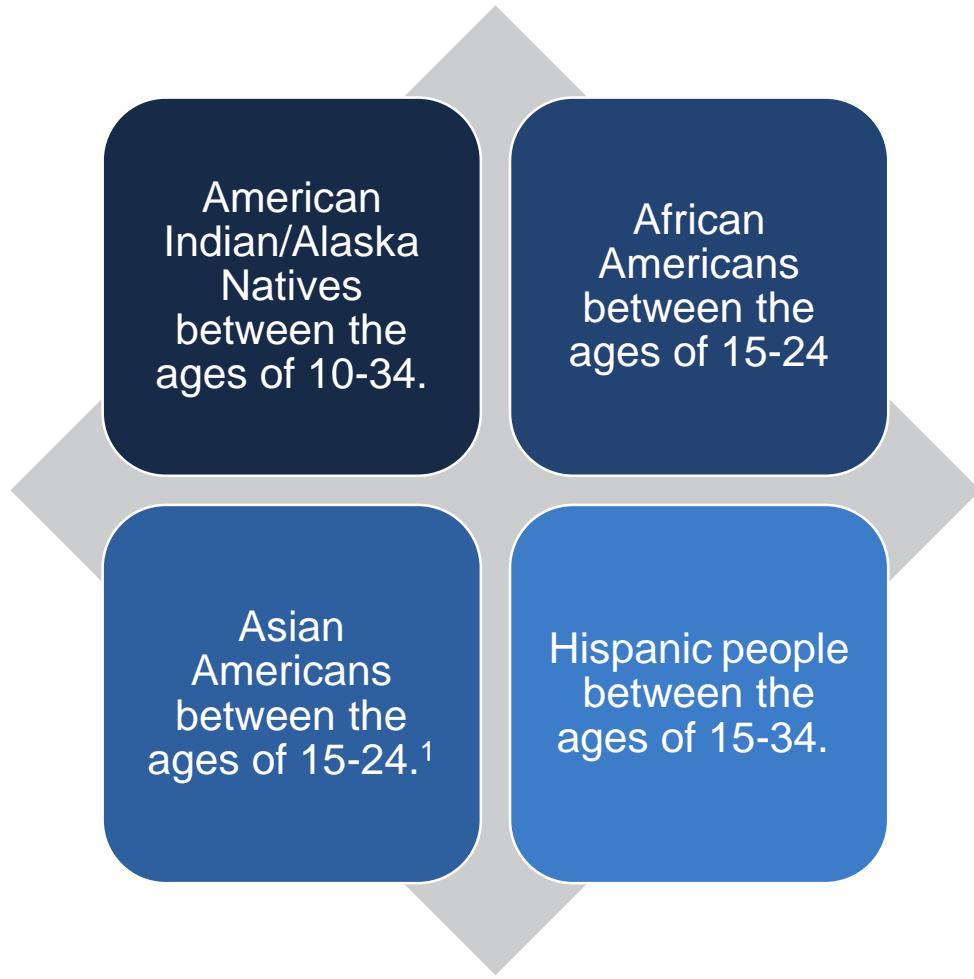 American
Indian/Alaska
Natives
between the
ages of 10-34.
African
Americans
between the
ages of 15-24
Asian
Americans
between the
ages of 15-24.¹
Hispanic people
between the
ages of 15-34.